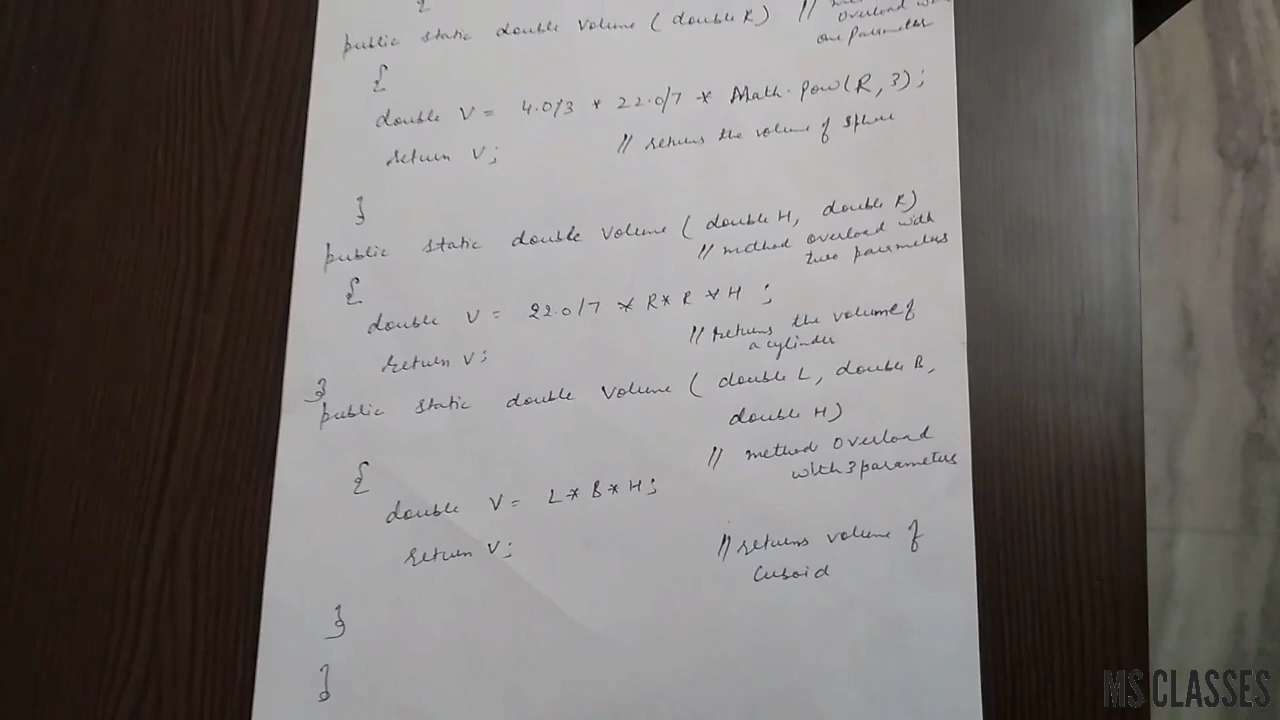 {
public static double Volume ( double R) //
overload with
one parameter
{
double V = 4.0/3 * 22.0/7 * Math.pow(R, 3);
return V; // returns the volume of sphere
}
public static double Volume ( double H, double R)
// method overload with
two parameters
{
double V = 22.0/7 * R * R * H ;
return V; // returns the volume of
a cylinder
}
public static double Volume ( double L, double B,
double H)
// method overload
with 3 parameters
{
double V = L * B * H;
return V; // returns volume of
Cuboid
}
}
MS CLASSES